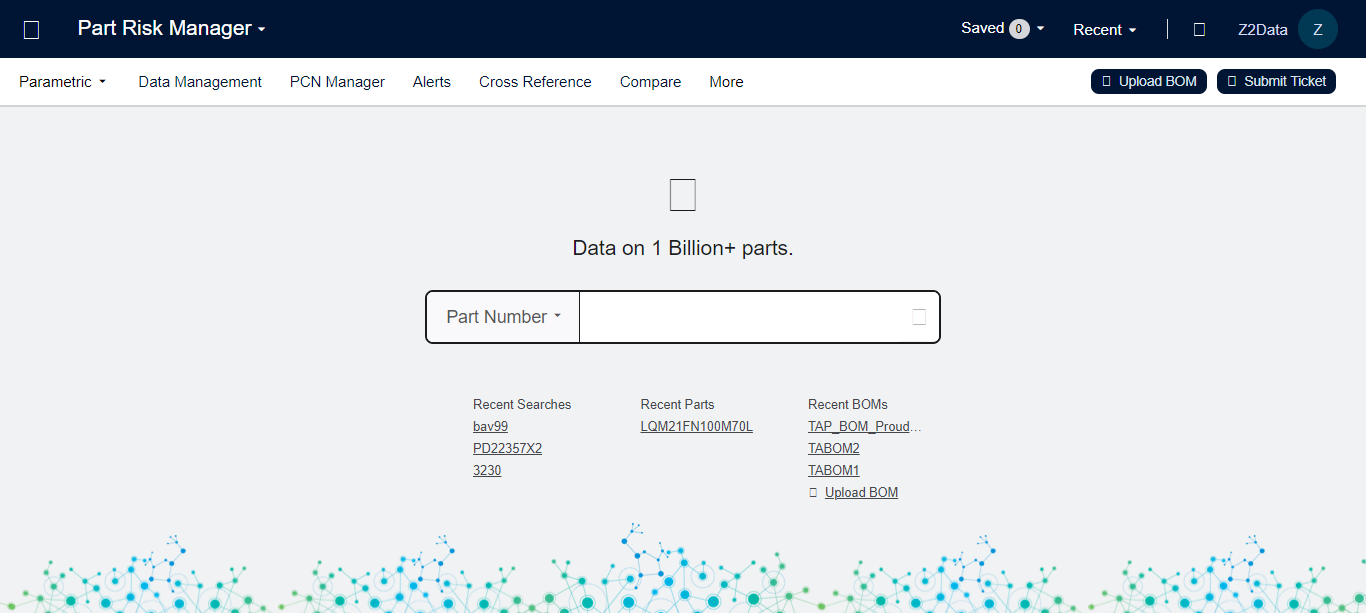 Part Risk Manager
Saved 0
Recent
Z2Data
Z
Parametric
Data Management
PCN Manager
Alerts
Cross Reference
Compare
More
Upload BOM
Submit Ticket
Data on 1 Billion+ parts.
Part Number
Recent Searches
bav99
PD22357X2
3230
Recent Parts
LQM21FN100M70L
Recent BOMs
TAP_BOM_Proud...
TABOM2
TABOM1
Upload BOM